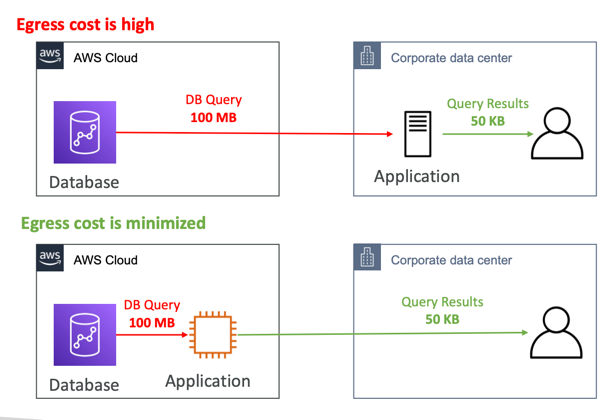 Egress cost is high
aws
AWS Cloud
Corporate data center
DB Query
100 MB
Query Results
50 KB
Database
Application
Egress cost is minimized
aws
AWS Cloud
Corporate data center
DB Query
100 MB
Query Results
50 KB
Database
Application